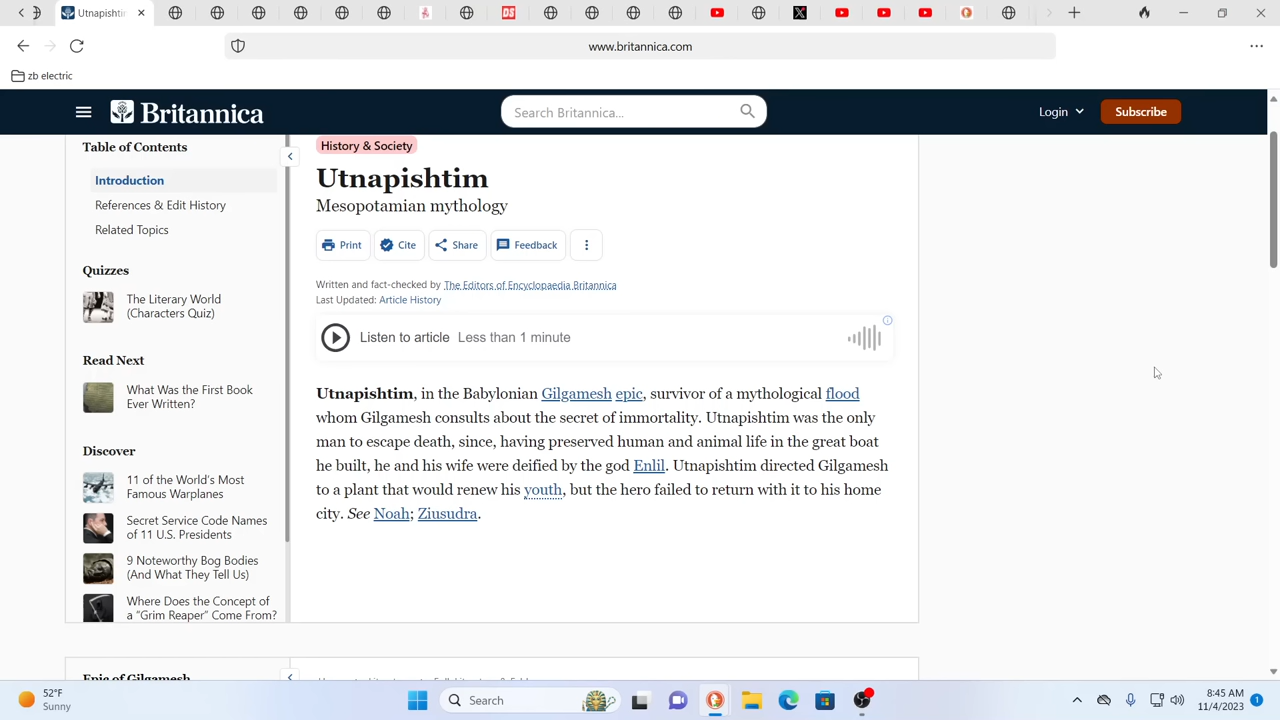 Utnapishtim
www.britannica.com
zb electric
Britannica
Search Britannica...
Login
Subscribe
Table of Contents
Introduction
References & Edit History
Related Topics
Quizzes
The Literary World
(Characters Quiz)
Read Next
What Was the First Book
Ever Written?
Discover
11 of the World's Most
Famous Warplanes
Secret Service Code Names
of 11 U.S. Presidents
9 Noteworthy Bog Bodies
(And What They Tell Us)
Where Does the Concept of
a “Grim Reaper” Come From?
History & Society
Utnapishtim
Mesopotamian mythology
Print
Cite
Share
Feedback
Written and fact-checked by The Editors of Encyclopaedia Britannica
Last Updated: Article History
Listen to article Less than 1 minute
Utnapishtim, in the Babylonian Gilgamesh epic, survivor of a mythological flood
whom Gilgamesh consults about the secret of immortality. Utnapishtim was the only
man to escape death, since, having preserved human and animal life in the great boat
he built, he and his wife were deified by the god Enlil. Utnapishtim directed Gilgamesh
to a plant that would renew his youth, but the hero failed to return with it to his home
city. See Noah; Ziusudra.
Epic of Gilgamesh
52°F
Sunny
Search
8:45 AM
11/4/2023